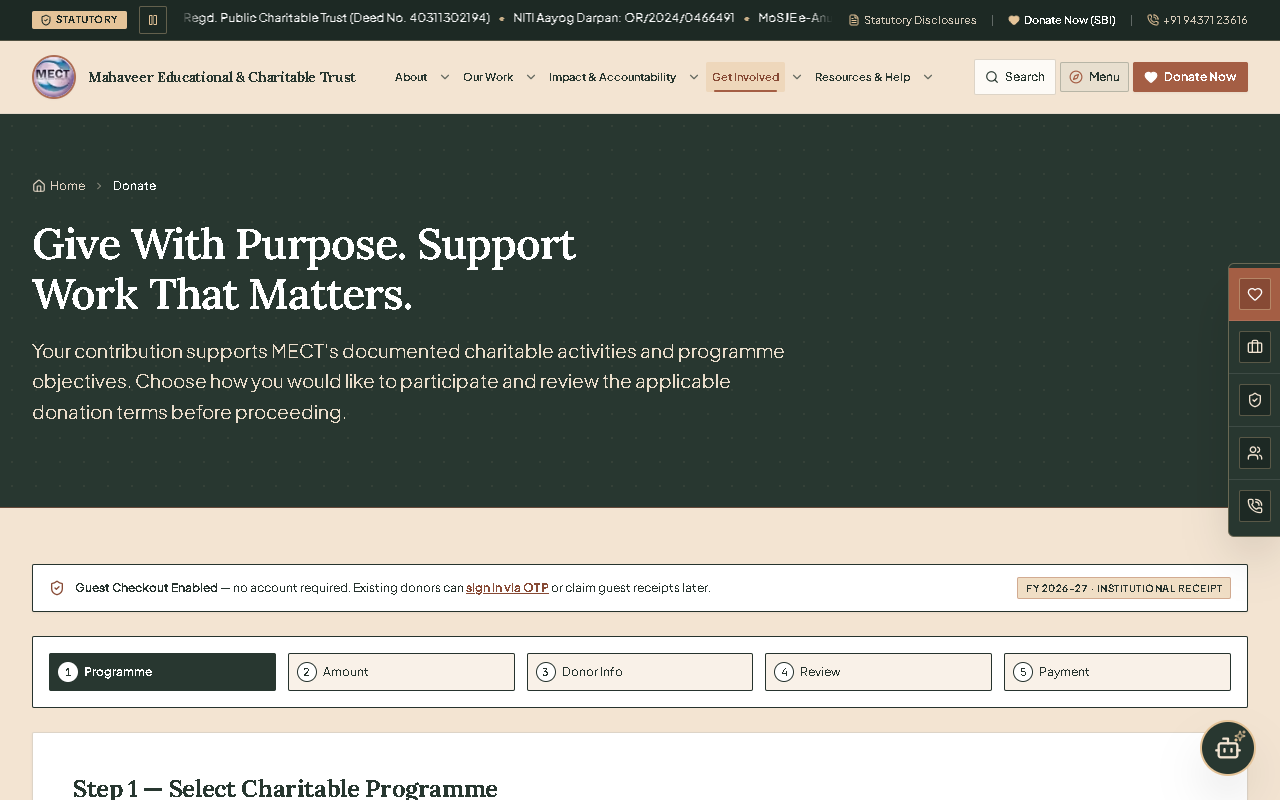 STATUTORY
Regd. Public Charitable Trust (Deed No. 40311302194) • NITI Aayog Darpan: OR/2024/0466491 • MoSJE e-Anu
Statutory Disclosures
Donate Now (SBI)
+91 94371 23616
MECT
Mahaveer Educational & Charitable Trust
About
Our Work
Impact & Accountability
Get Involved
Resources & Help
Search
Menu
Donate Now
Home > Donate
Give With Purpose. Support
Work That Matters.
Your contribution supports MECT's documented charitable activities and programme
objectives. Choose how you would like to participate and review the applicable
donation terms before proceeding.
Guest Checkout Enabled — no account required. Existing donors can sign in via OTP or claim guest receipts later.
FY 2026-27 · INSTITUTIONAL RECEIPT
1 Programme
2 Amount
3 Donor Info
4 Review
5 Payment
Step 1 — Select Charitable Programme